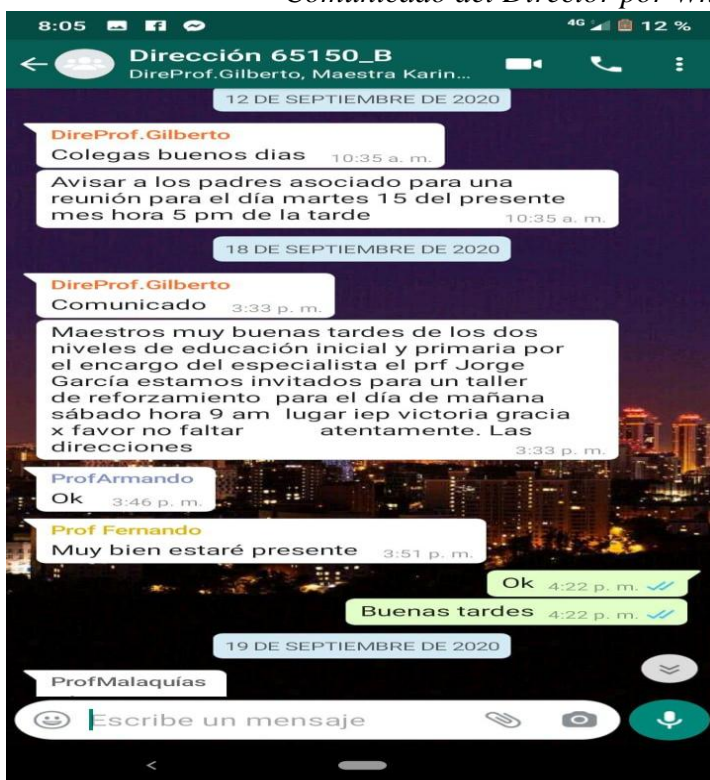 Comunicado del Director por
8:05
4G
12 %
Dirección 65150_B
DireProf.Gilberto, Maestra Karin...
12 DE SEPTIEMBRE DE 2020
DireProf.Gilberto
Colegas buenos dias 10:35 a. m.
Avisar a los padres asociado para una
reunión para el día martes 15 del presente
mes hora 5 pm de la tarde 10:35 a. m.
18 DE SEPTIEMBRE DE 2020
DireProf.Gilberto
Comunicado 3:33 p. m.
Maestros muy buenas tardes de los dos
niveles de educación inicial y primaria por
el encargo del especialista el prf Jorge
García estamos invitados para un taller
de reforzamiento para el día de mañana
sábado hora 9 am lugar iep victoria gracia
x favor no faltar atentamente. Las
direcciones 3:33 p. m.
ProfArmando
Ok 3:46 p. m.
Prof Fernando
Muy bien estaré presente 3:51 p. m.
Ok 4:22 p. m.
Buenas tardes 4:22 p. m.
19 DE SEPTIEMBRE DE 2020
ProfMalaquías
Escribe un mensaje